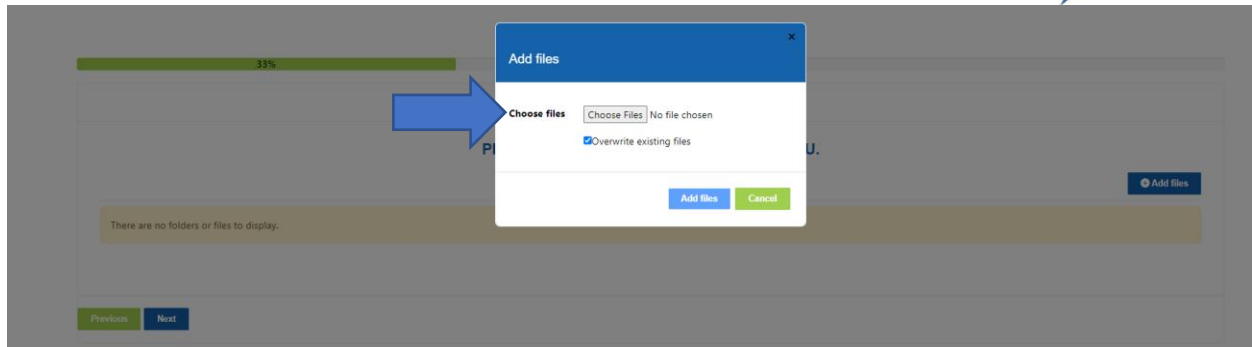 ×
Add files
33%
Choose files Choose Files No file chosen
Overwrite existing files
U.
Add files
Add files Cancel
There are no folders or files to display.
Previous Next